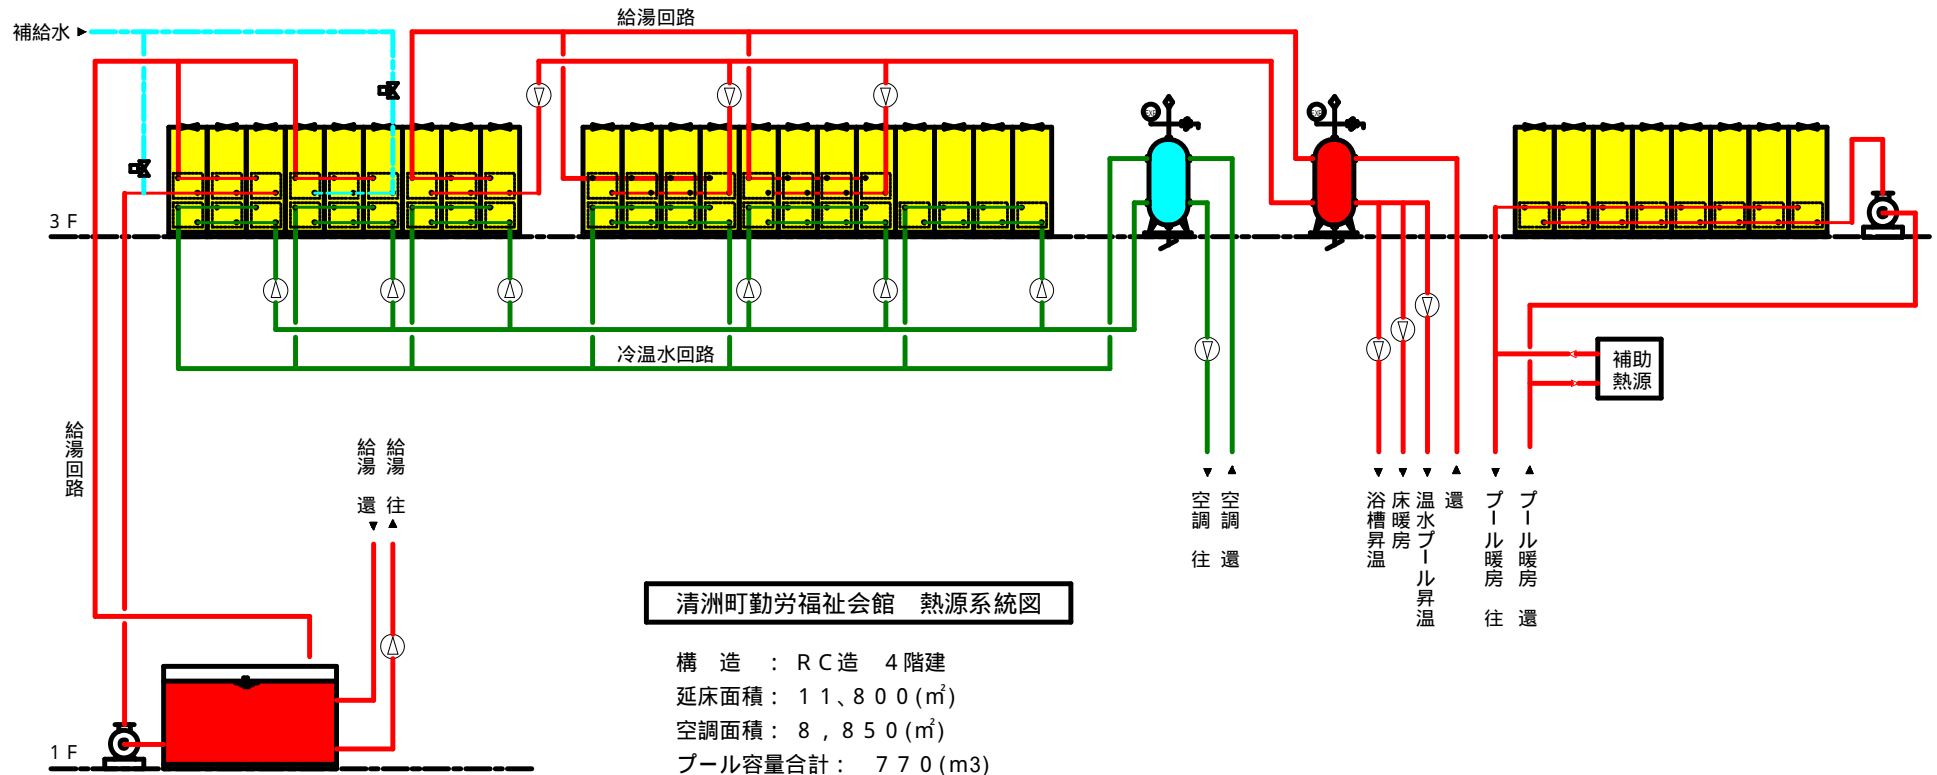 給湯回路
補給水
3F
冷温水回路
補助
熱源
給湯回路
給湯 還
給湯 往
空調 往
空調 還
浴槽昇温
床暖房
温水プール昇温
還
プール暖房 往
プール暖房 還
清洲町勤労福祉会館 熱源系統図
構 造 : RC造 4階建
延床面積: 11、800(㎡)
空調面積: 8,850(㎡)
1F
プール容量合計: 770(m3)